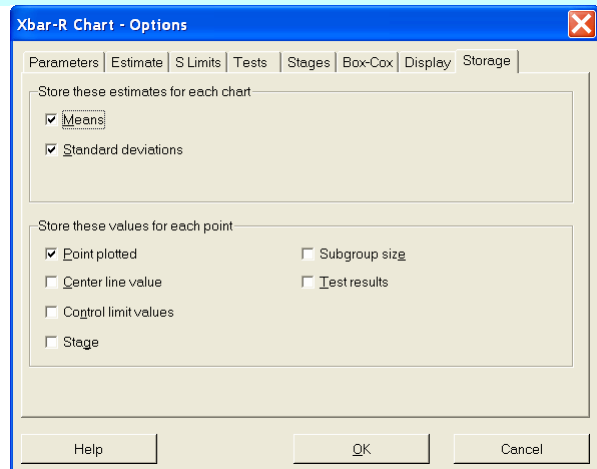 Xbar-R Chart - Options
Parameters Estimate S Limits Tests Stages Box-Cox Display Storage
Store these estimates for each chart
Means
Standard deviations
Store these values for each point
Point plotted Subgroup size
Center line value Test results
Control limit values
Stage
Help OK Cancel